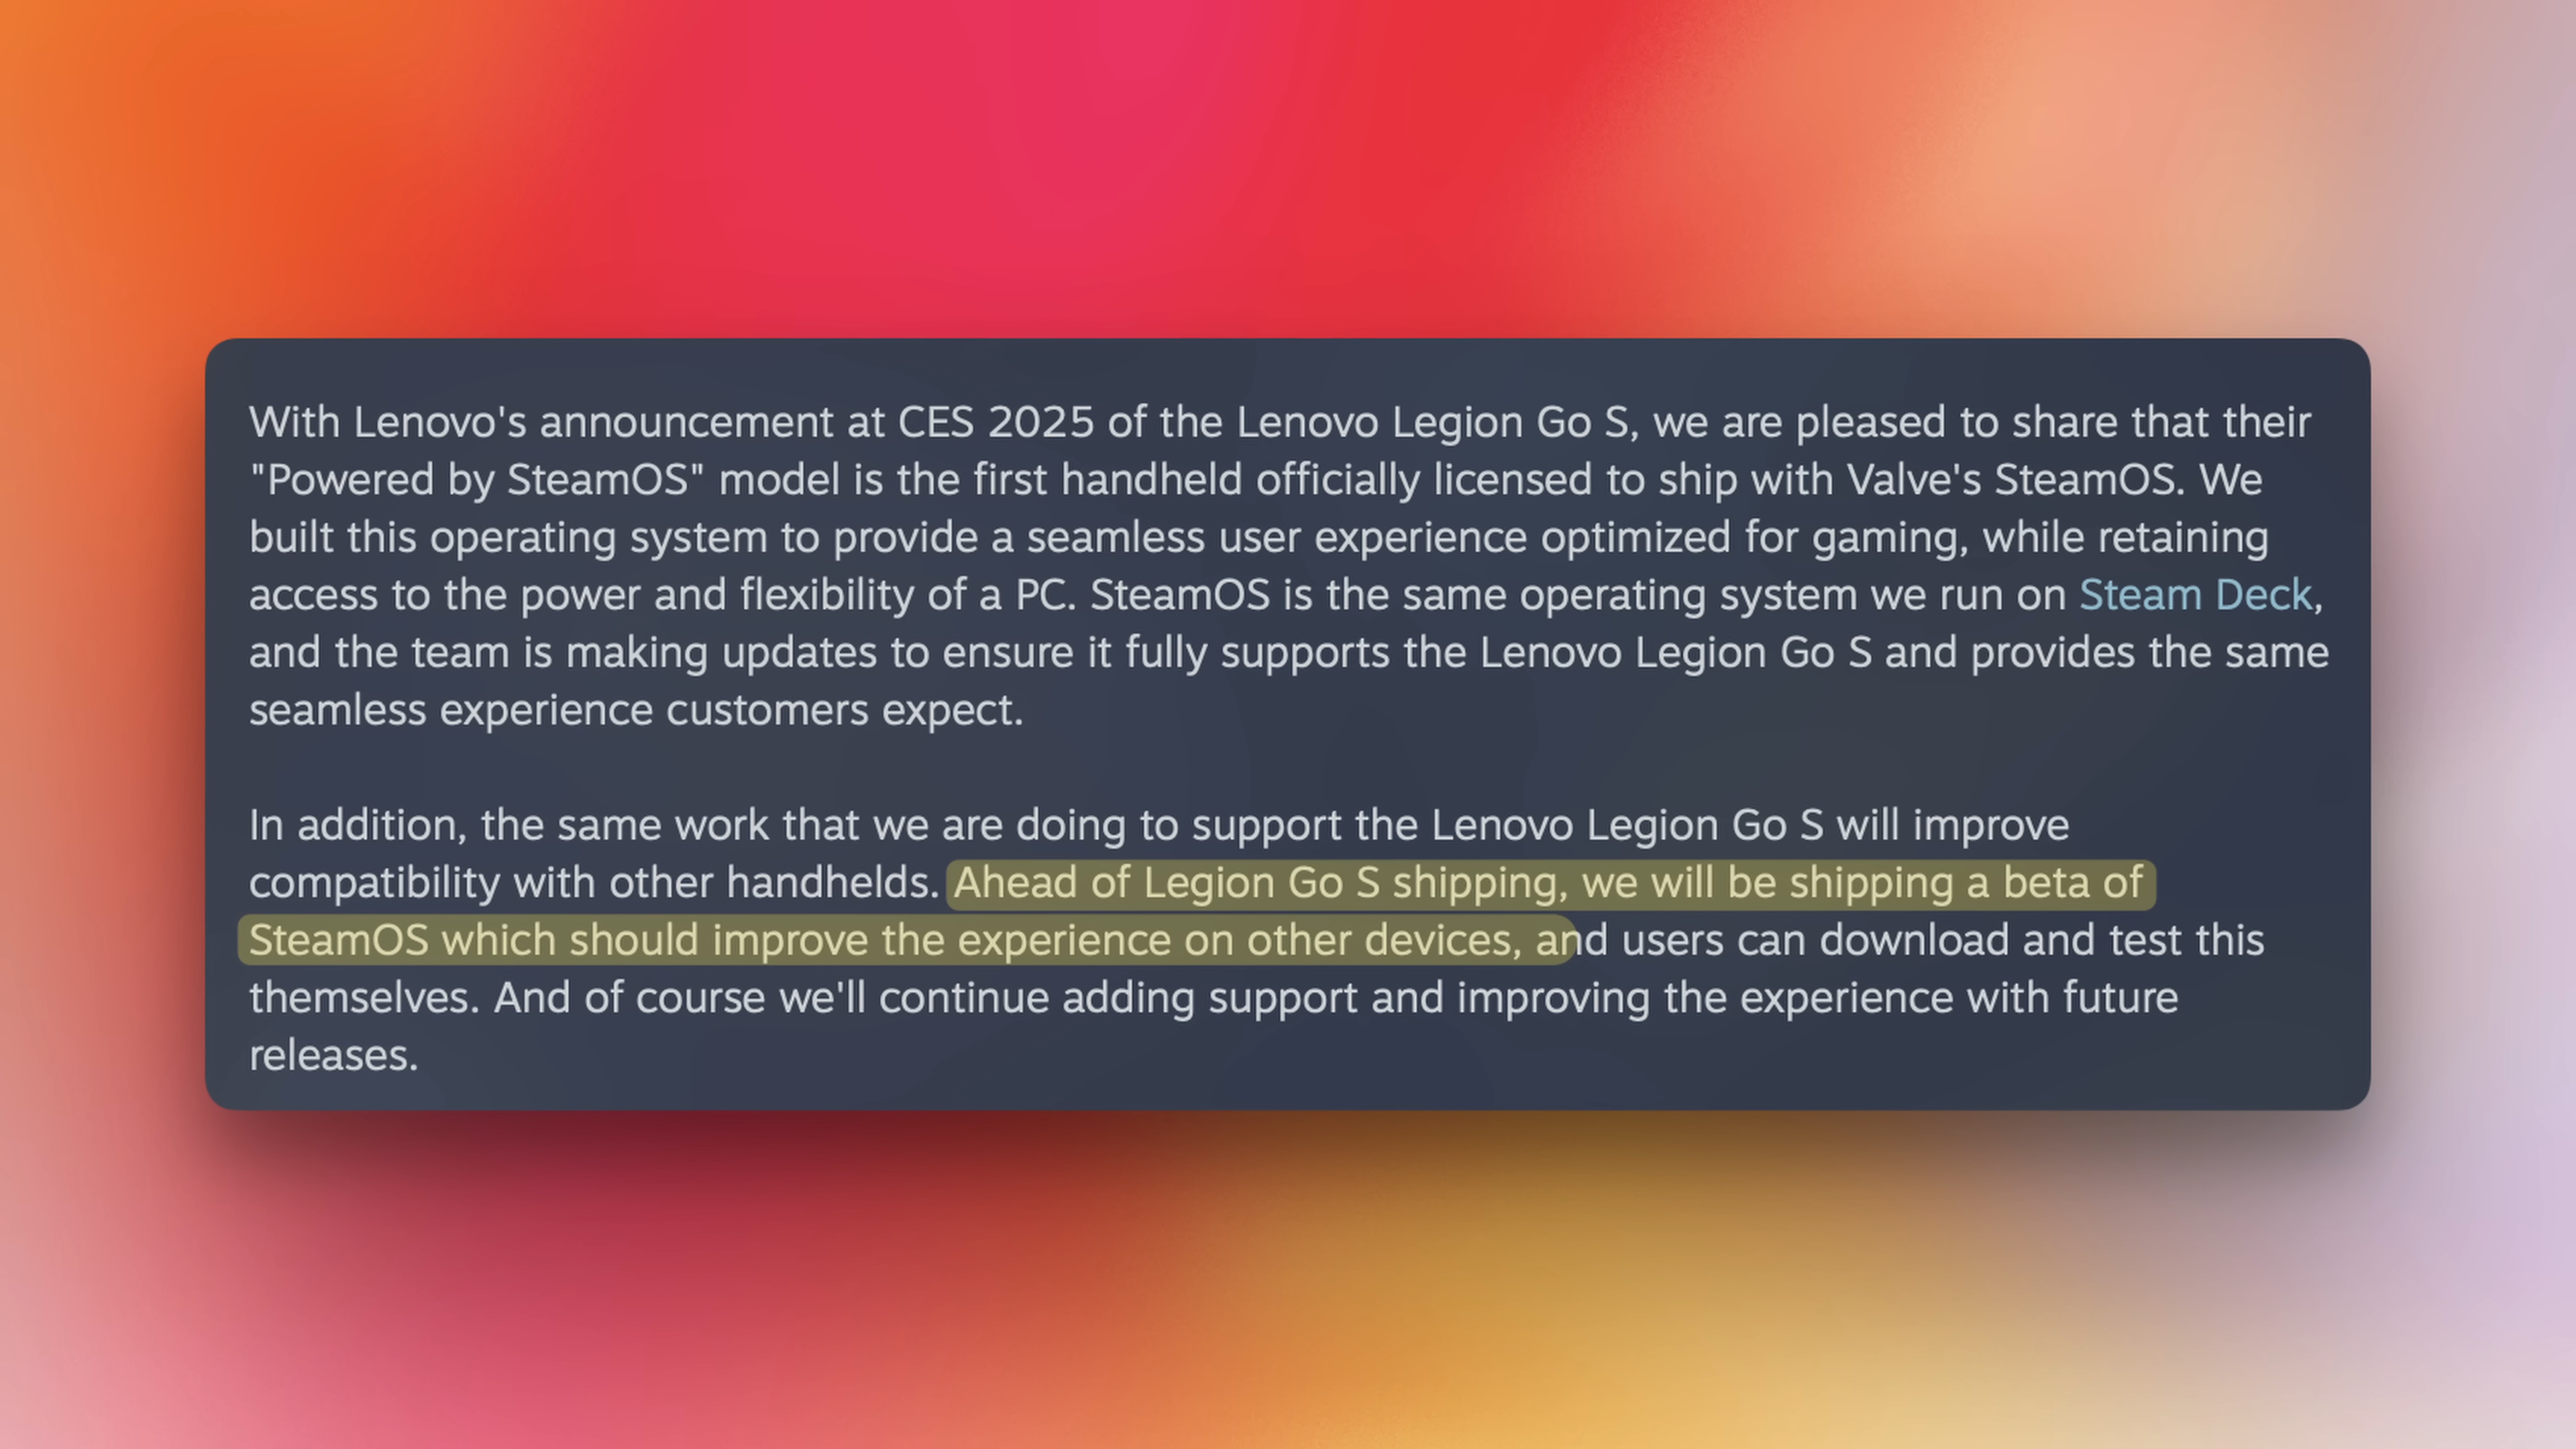 With Lenovo's announcement at CES 2025 of the Lenovo Legion Go S, we are pleased to share that their
"Powered by SteamOS" model is the first handheld officially licensed to ship with Valve's SteamOS. We
built this operating system to provide a seamless user experience optimized for gaming, while retaining
access to the power and flexibility of a PC. SteamOS is the same operating system we run on Steam Deck,
and the team is making updates to ensure it fully supports the Lenovo Legion Go S and provides the same
seamless experience customers expect.
In addition, the same work that we are doing to support the Lenovo Legion Go S will improve
compatibility with other handhelds. Ahead of Legion Go S shipping, we will be shipping a beta of
SteamOS which should improve the experience on other devices, and users can download and test this
themselves. And of course we'll continue adding support and improving the experience with future
releases.